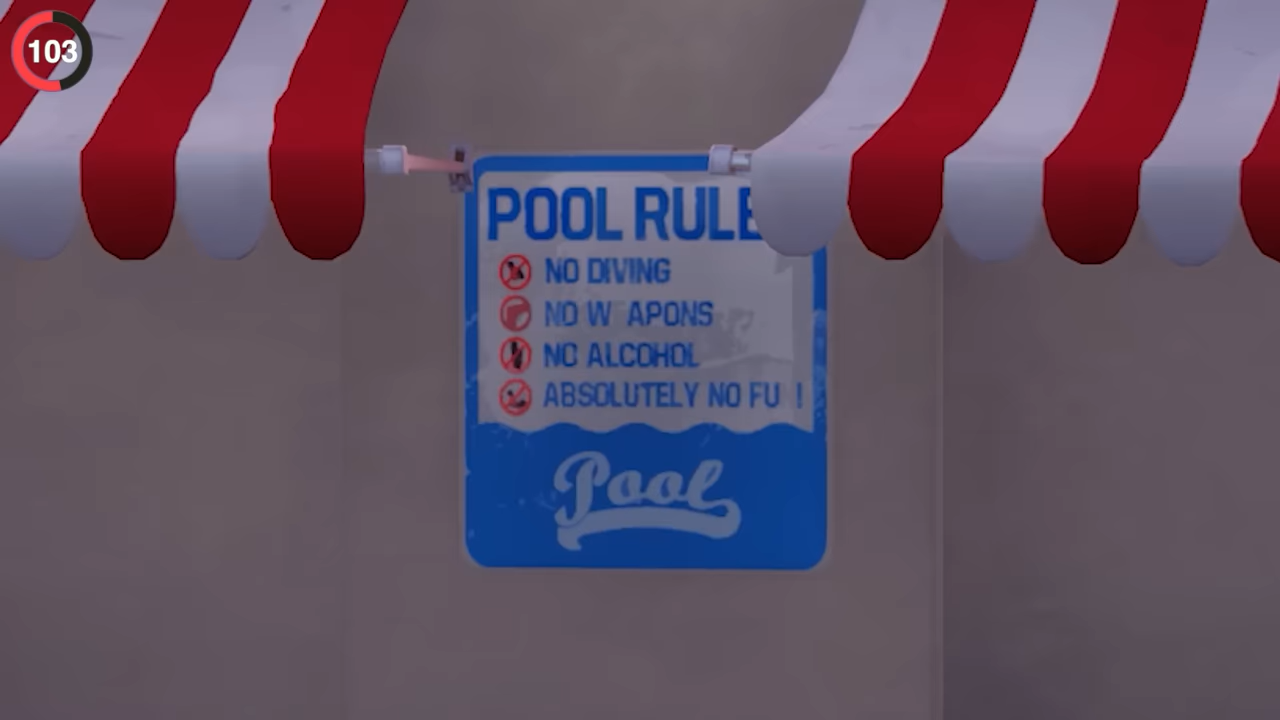 103
POOL RULE
NO DIVING
NO W APONS
NO ALCOHOL
ABSOLUTELY NO FU !
Pool